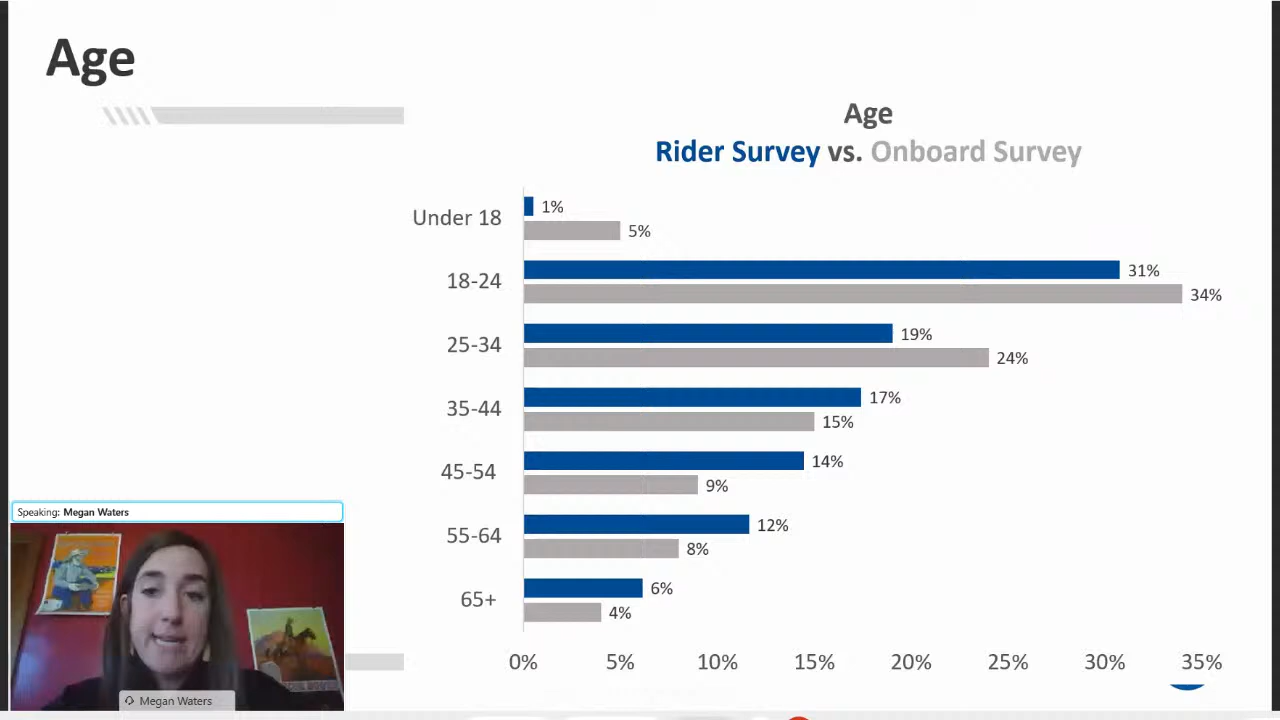 Age
Age
Rider Survey vs. Onboard Survey
Under 18
1%
5%
18-24
31%
34%
25-34
19%
24%
35-44
17%
15%
45-54
14%
9%
55-64
12%
8%
65+
6%
4%
0% 5% 10% 15% 20% 25% 30% 35%
Speaking: Megan Waters
Megan Waters